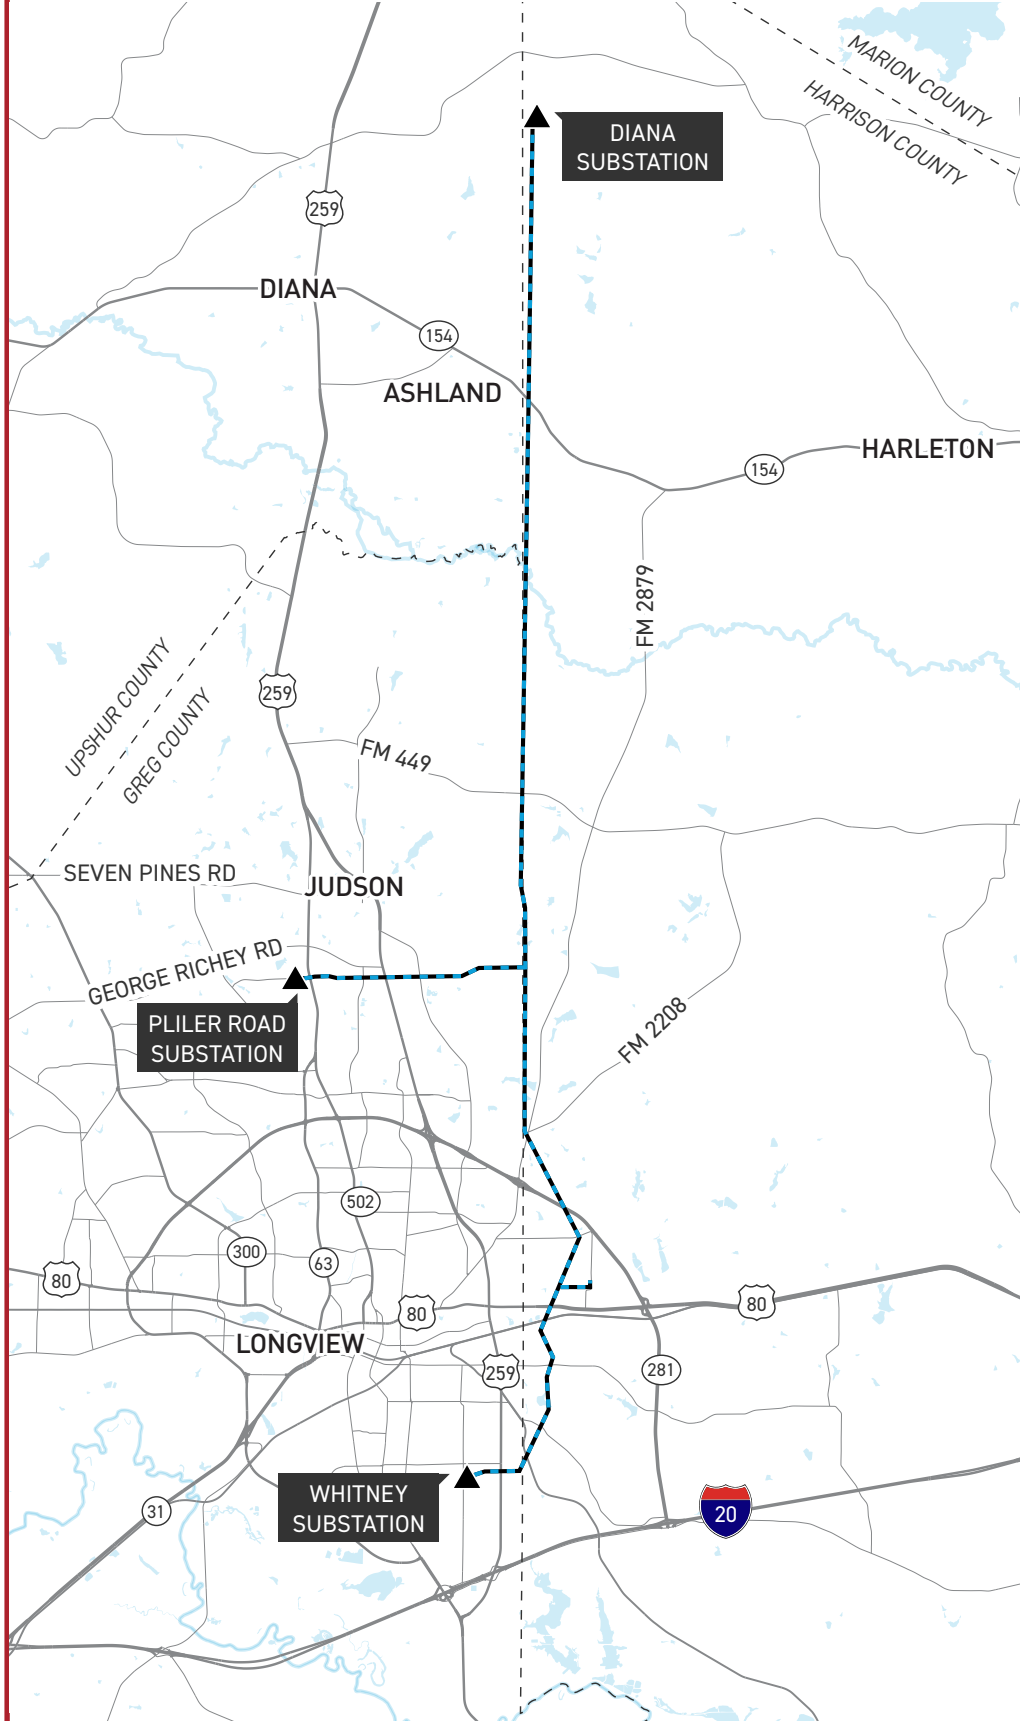 MARION COUNTY
HARRISON COUNTY
DIANA
SUBSTATION
259
DIANA
154
ASHLAND
HARLETON
154
FM 2879
UPSHUR COUNTY
GREG COUNTY
259
FM 449
SEVEN PINES RD
JUDSON
GEORGE RICHEY RD
PLILER ROAD
SUBSTATION
FM 2208
502
300
63
80
80
80
LONGVIEW
259
281
WHITNEY
SUBSTATION
31
20